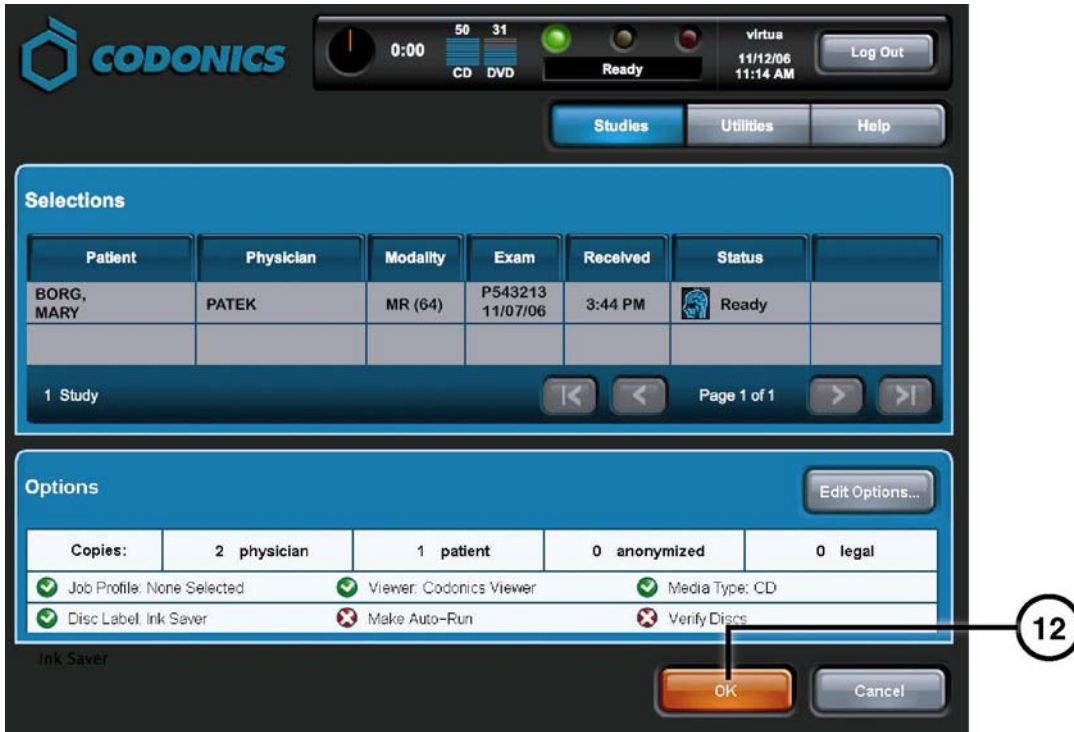 CODONICS
0:00
50 31
CD DVD
Ready
virtua
11/12/06
11:14 AM
Log Out
Studies Utilities Help
Selections
Patient Physician Modality Exam Received Status
BORG,
MARY
PATEK
MR (64)
P543213
11/07/06
3:44 PM
Ready
1 Study
Page 1 of 1
Options
Edit Options...
Copies: 2 physician 1 patient 0 anonymized 0 legal
Job Profile: None Selected Viewer: Codonics Viewer Media Type: CD
Disc Label: Ink Saver Make Auto-Run Verify Discs
Ink Saver
12
OK Cancel